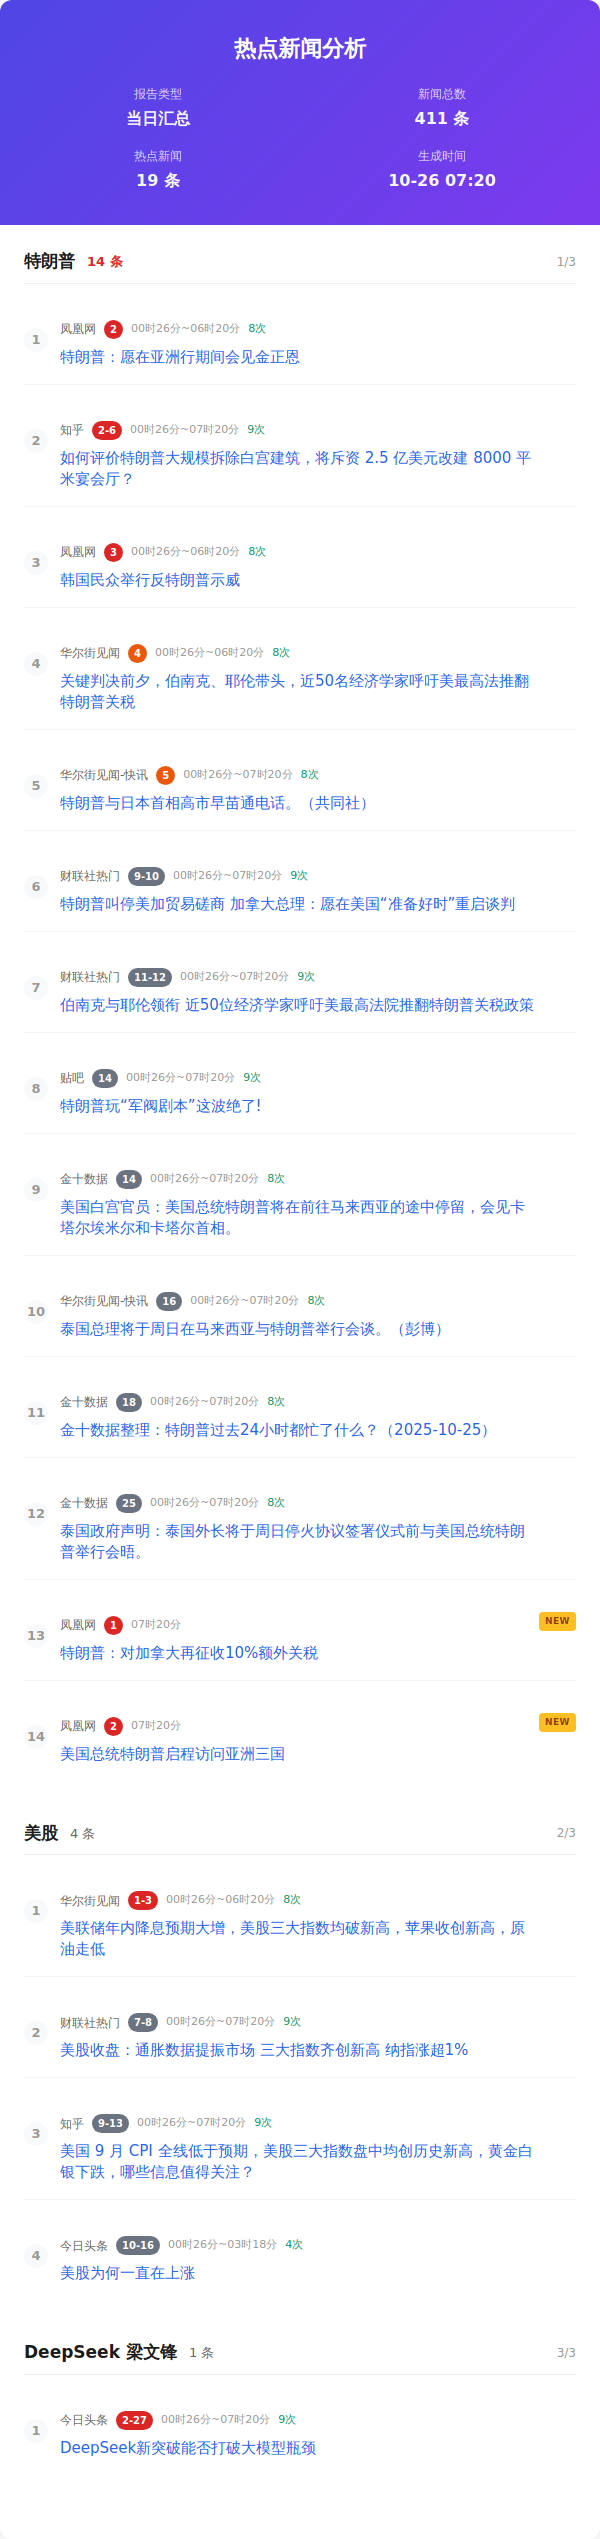 热点新闻分析
报告类型
新闻总数
当日汇总
411 条
热点新闻
生成时间
19 条
10-26 07:20
特朗普 14 条 1/3
1 凤凰网 2 00时26分~06时20分 8次
特朗普：愿在亚洲行期间会见金正恩
2 知乎 2-6 00时26分~07时20分 9次
如何评价特朗普大规模拆除白宫建筑，将斥资 2.5 亿美元改建 8000 平
米宴会厅？
3 凤凰网 3 00时26分~06时20分 8次
韩国民众举行反特朗普示威
4 华尔街见闻 4 00时26分~06时20分 8次
关键判决前夕，伯南克、耶伦带头，近50名经济学家呼吁美最高法推翻
特朗普关税
5 华尔街见闻-快讯 5 00时26分~07时20分 8次
特朗普与日本首相高市早苗通电话。（共同社）
6 财联社热门 9-10 00时26分~07时20分 9次
特朗普叫停美加贸易磋商 加拿大总理：愿在美国“准备好时”重启谈判
7 财联社热门 11-12 00时26分~07时20分 9次
伯南克与耶伦领衔 近50位经济学家呼吁美最高法院推翻特朗普关税政策
8 贴吧 14 00时26分~07时20分 9次
特朗普玩“军阀剧本”这波绝了!
9 金十数据 14 00时26分~07时20分 8次
美国白宫官员：美国总统特朗普将在前往马来西亚的途中停留，会见卡
塔尔埃米尔和卡塔尔首相。
10 华尔街见闻-快讯 16 00时26分~07时20分 8次
泰国总理将于周日在马来西亚与特朗普举行会谈。（彭博）
11 金十数据 18 00时26分~07时20分 8次
金十数据整理：特朗普过去24小时都忙了什么？（2025-10-25）
12 金十数据 25 00时26分~07时20分 8次
泰国政府声明：泰国外长将于周日停火协议签署仪式前与美国总统特朗
普举行会晤。
13 凤凰网 1 07时20分 NEW
特朗普：对加拿大再征收10%额外关税
14 凤凰网 2 07时20分 NEW
美国总统特朗普启程访问亚洲三国
美股 4 条 2/3
1 华尔街见闻 1-3 00时26分~06时20分 8次
美联储年内降息预期大增，美股三大指数均破新高，苹果收创新高，原
油走低
2 财联社热门 7-8 00时26分~07时20分 9次
美股收盘：通胀数据提振市场 三大指数齐创新高 纳指涨超1%
3 知乎 9-13 00时26分~07时20分 9次
美国 9 月 CPI 全线低于预期，美股三大指数盘中均创历史新高，黄金白
银下跌，哪些信息值得关注？
4 今日头条 10-16 00时26分~03时18分 4次
美股为何一直在上涨
DeepSeek 梁文锋 1 条 3/3
1 今日头条 2-27 00时26分~07时20分 9次
DeepSeek新突破能否打破大模型瓶颈